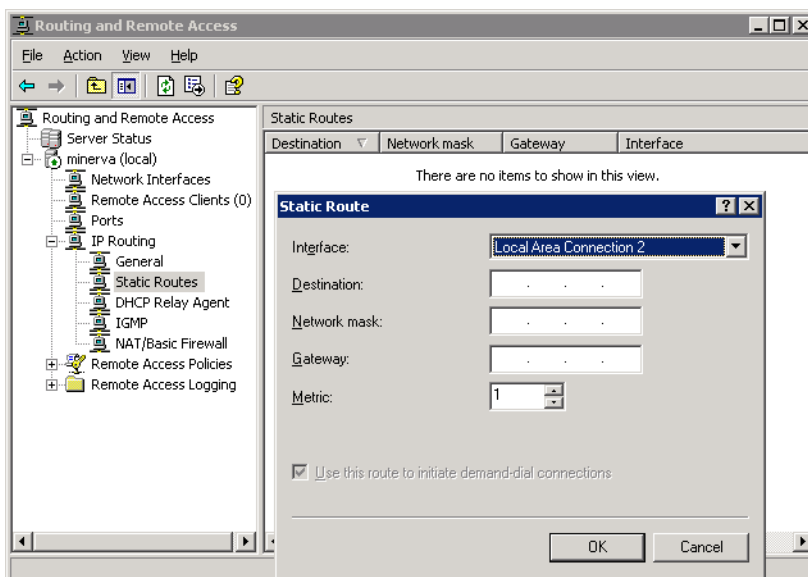 Routing and Remote Access
File Action View Help
Routing and Remote Access
Server Status
minerva (local)
Network Interfaces
Remote Access Clients (0)
Ports
IP Routing
General
Static Routes
DHCP Relay Agent
IGMP
NAT/Basic Firewall
Remote Access Policies
Remote Access Logging
Static Routes
Destination Network mask Gateway Interface
There are no items to show in this view.
Static Route
Interface: Local Area Connection 2
Destination: . . .
Network mask: . . .
Gateway: . . .
Metric: 1
Use this route to initiate demand-dial connections
OK Cancel